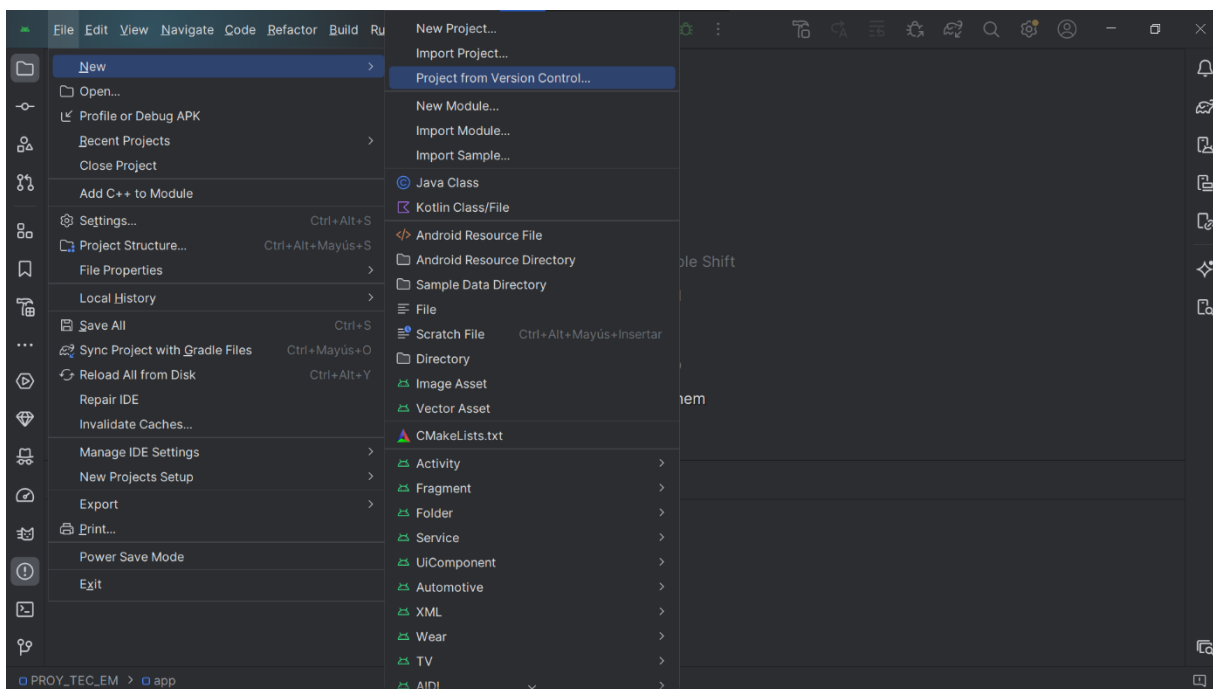 File Edit View Navigate Code Refactor Build Ru
New >
Open...
Profile or Debug APK
Recent Projects >
Close Project
Add C++ to Module
Settings... Ctrl+Alt+S
Project Structure... Ctrl+Alt+Mayús+S
File Properties >
Local History >
Save All Ctrl+S
Sync Project with Gradle Files Ctrl+Mayús+O
Reload All from Disk Ctrl+Alt+Y
Repair IDE
Invalidate Caches...
Manage IDE Settings >
New Projects Setup >
Export >
Print...
Power Save Mode
Exit
New Project...
Import Project...
Project from Version Control...
New Module...
Import Module...
Import Sample...
Java Class
Kotlin Class/File
Android Resource File
Android Resource Directory
Sample Data Directory
File
Scratch File Ctrl+Alt+Mayús+Insertar
Directory
Image Asset
Vector Asset
CMakeLists.txt
Activity >
Fragment >
Folder >
Service >
UiComponent >
Automotive >
XML >
Wear >
TV >
AIDL >
ble Shift
hem
PROY_TEC_EM > app